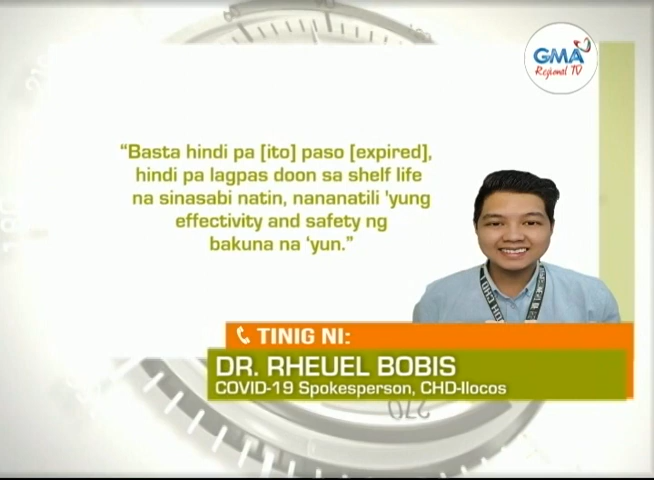 GMA
Regional TV
“Basta hindi pa [ito] paso [expired],
hindi pa lagpas doon sa shelf life
na sinasabi natin, nananatili 'yung
effectivity and safety ng
bakuna na ‘yun.”
TINIG NI:
DR. RHEUEL BOBIS
COVID-19 Spokesperson, CHD-Ilocos
270